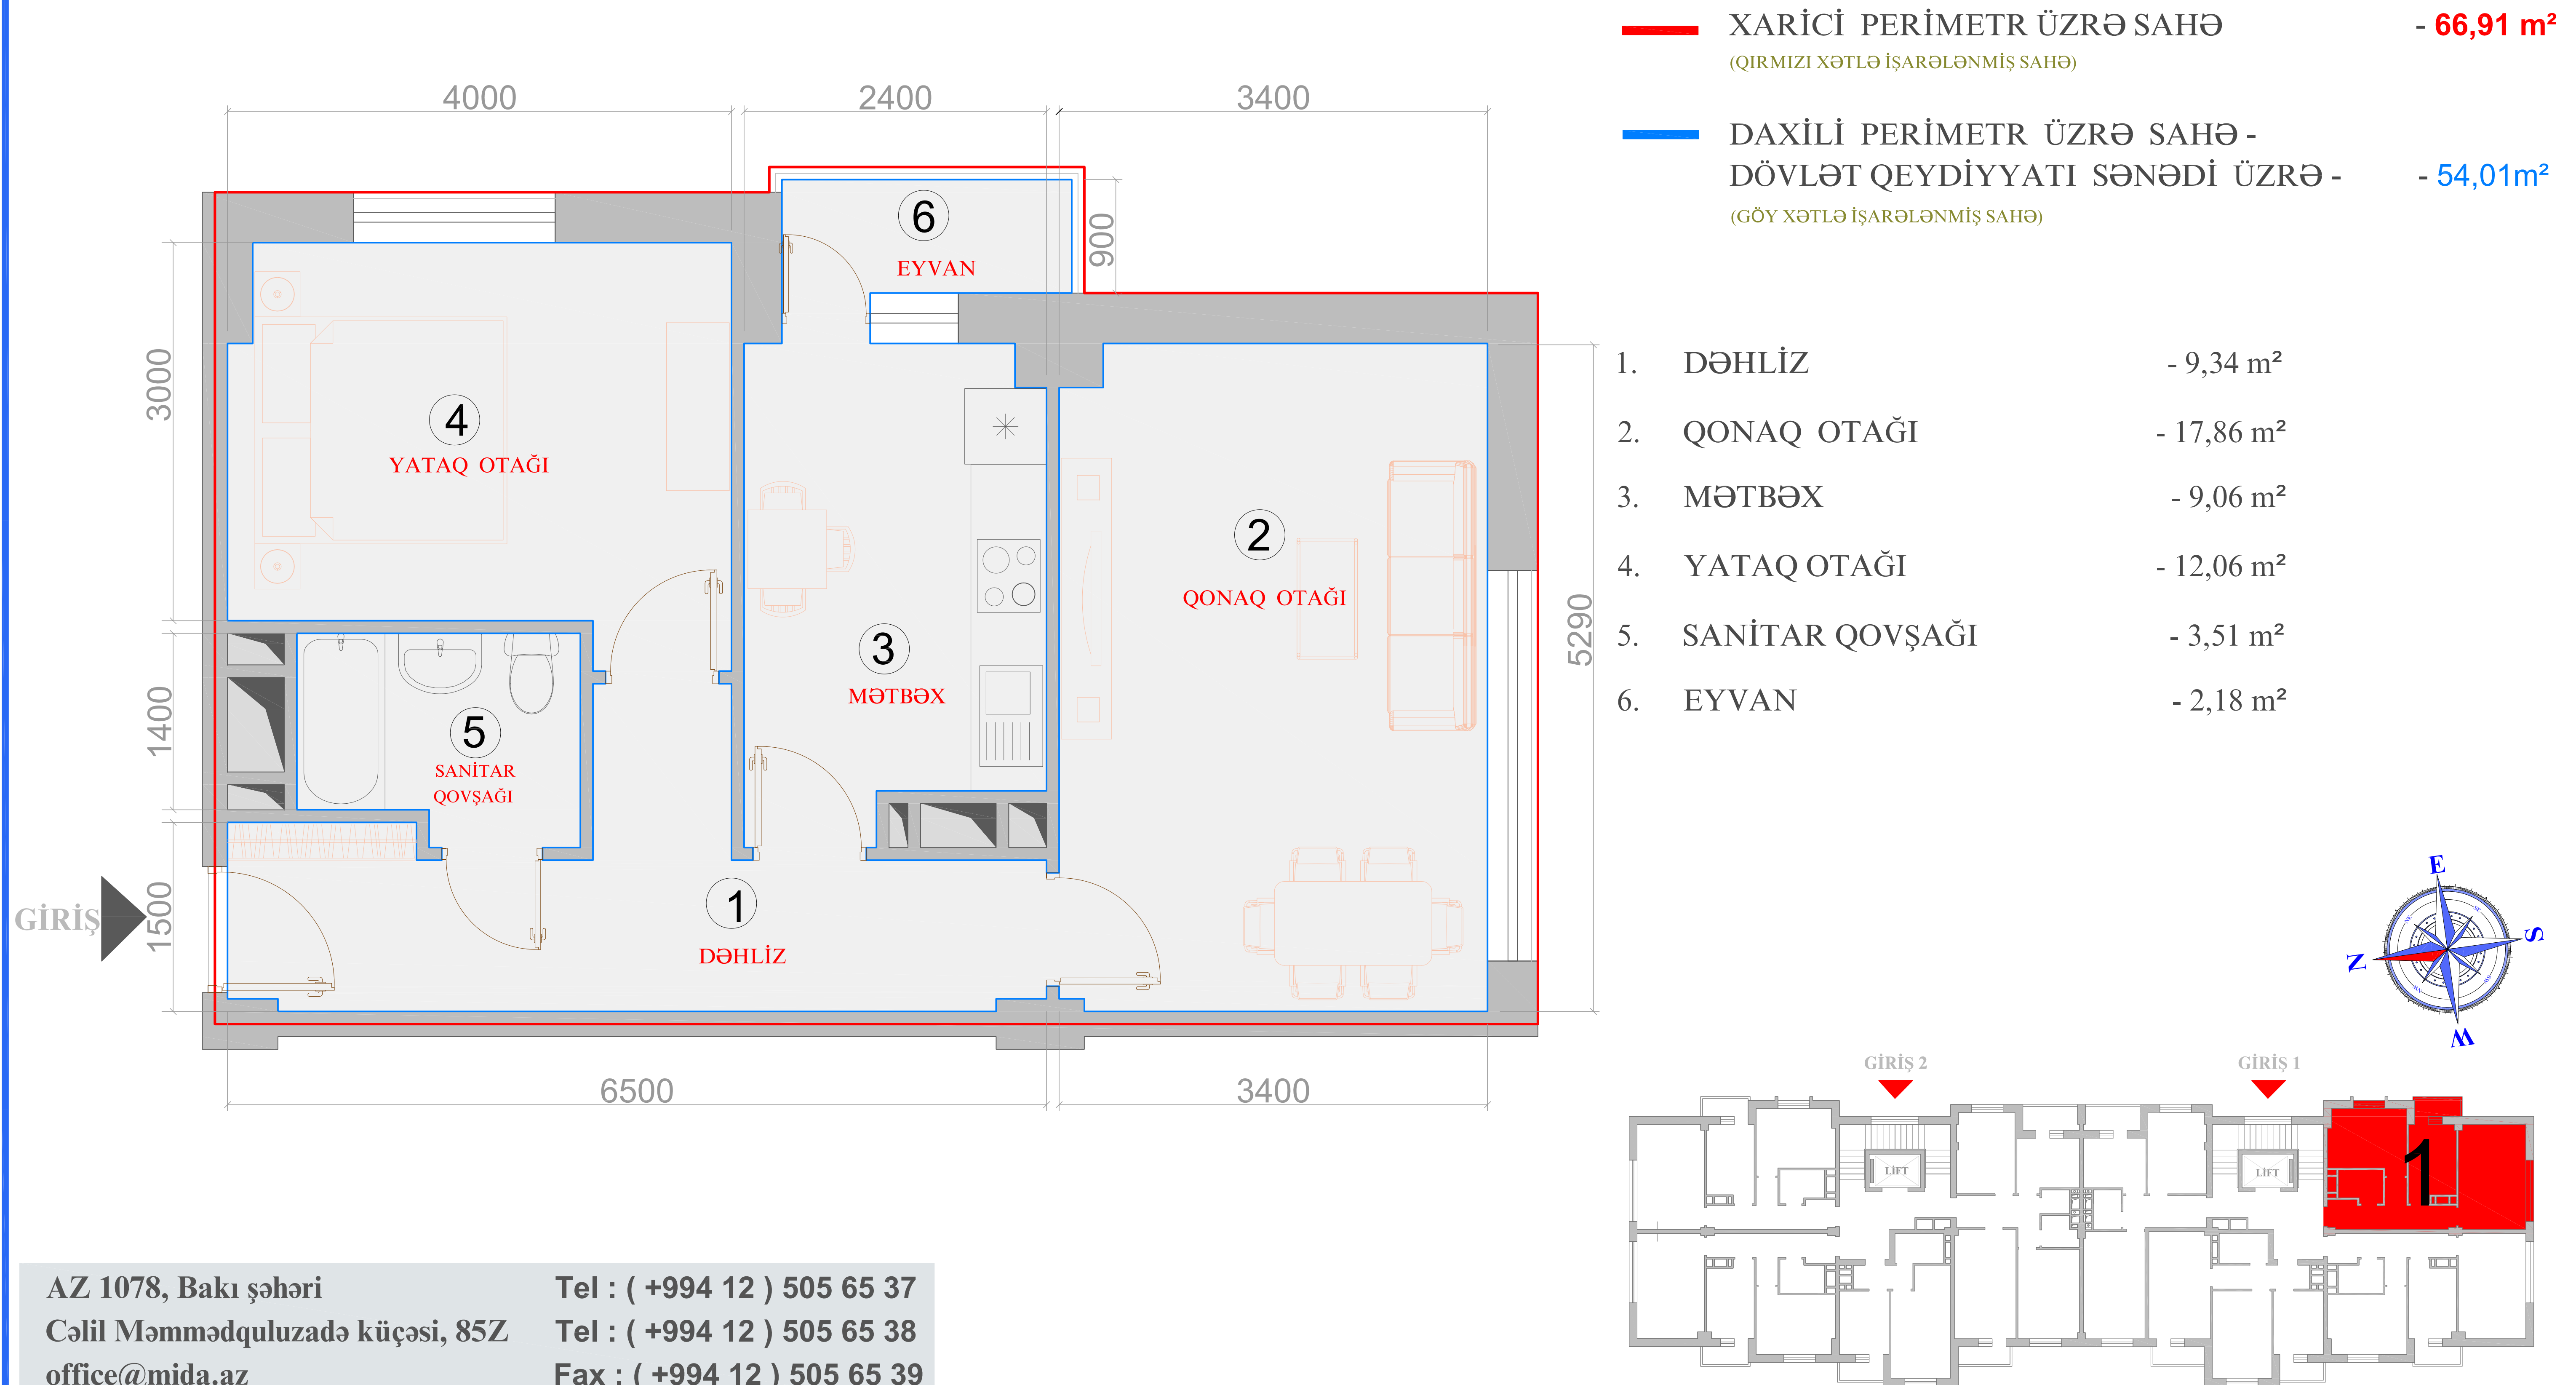 XARİCİ PERİMETR ÜZRƏ SAHƏ - 66,91 m²
(QIRMIZI XƏTLƏ İŞARƏLƏNMİŞ SAHƏ)
DAXİLİ PERİMETR ÜZRƏ SAHƏ -
DÖVLƏT QEYDİYYATI SƏNƏDİ ÜZRƏ - - 54,01m²
(GÖY XƏTLƏ İŞARƏLƏNMİŞ SAHƏ)
4000
2400
3400
6
EYVAN
900
3000
4
YATAQ OTAĞI
2
QONAQ OTAĞI
5290
3
MƏTBƏX
1400
5
SANİTAR
QOVŞAĞI
1
DƏHLİZ
1500
GİRİŞ
6500
3400
1. DƏHLİZ - 9,34 m²
2. QONAQ OTAĞI - 17,86 m²
3. MƏTBƏX - 9,06 m²
4. YATAQ OTAĞI - 12,06 m²
5. SANİTAR QOVŞAĞI - 3,51 m²
6. EYVAN - 2,18 m²
E
S
N
W
GİRİŞ 2
GİRİŞ 1
LİFT
LİFT
1
AZ 1078, Bakı şəhəri
Cəlil Məmmədquluzadə küçəsi, 85Z
office@mida.az
Tel : ( +994 12 ) 505 65 37
Tel : ( +994 12 ) 505 65 38
Fax : ( +994 12 ) 505 65 39